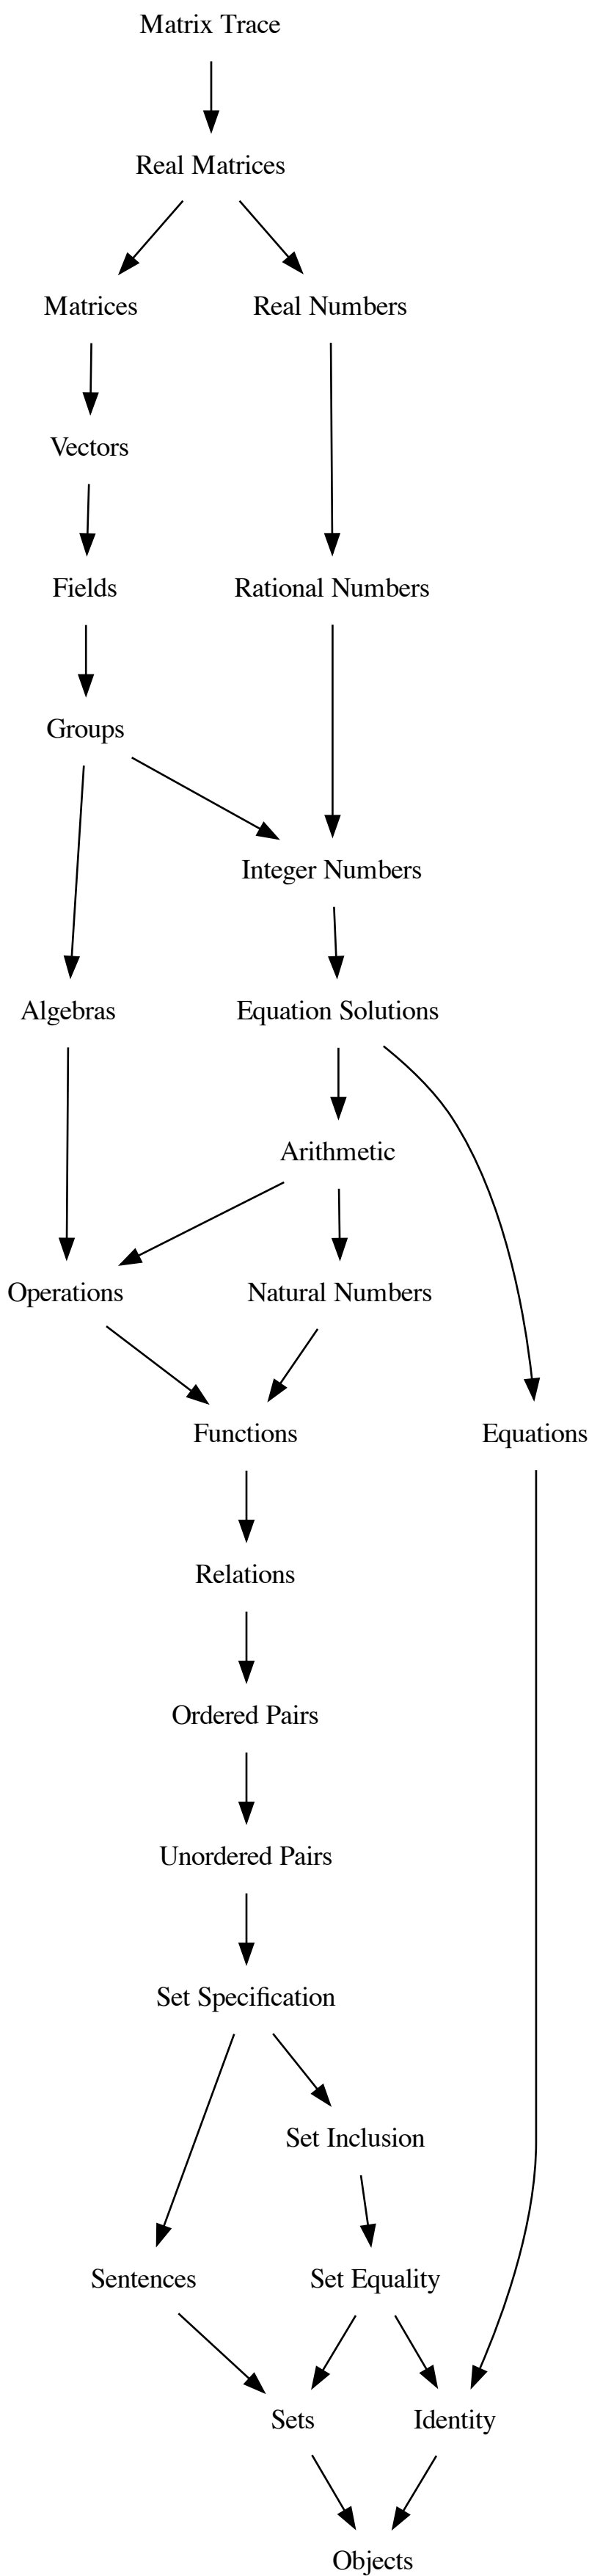 Matrix Trace
Real Matrices
Matrices
Real Numbers
Vectors
Fields
Rational Numbers
Groups
Integer Numbers
Algebras
Equation Solutions
Arithmetic
Operations
Natural Numbers
Functions
Equations
Relations
Ordered Pairs
Unordered Pairs
Set Specification
Set Inclusion
Sentences
Set Equality
Sets
Identity
Objects